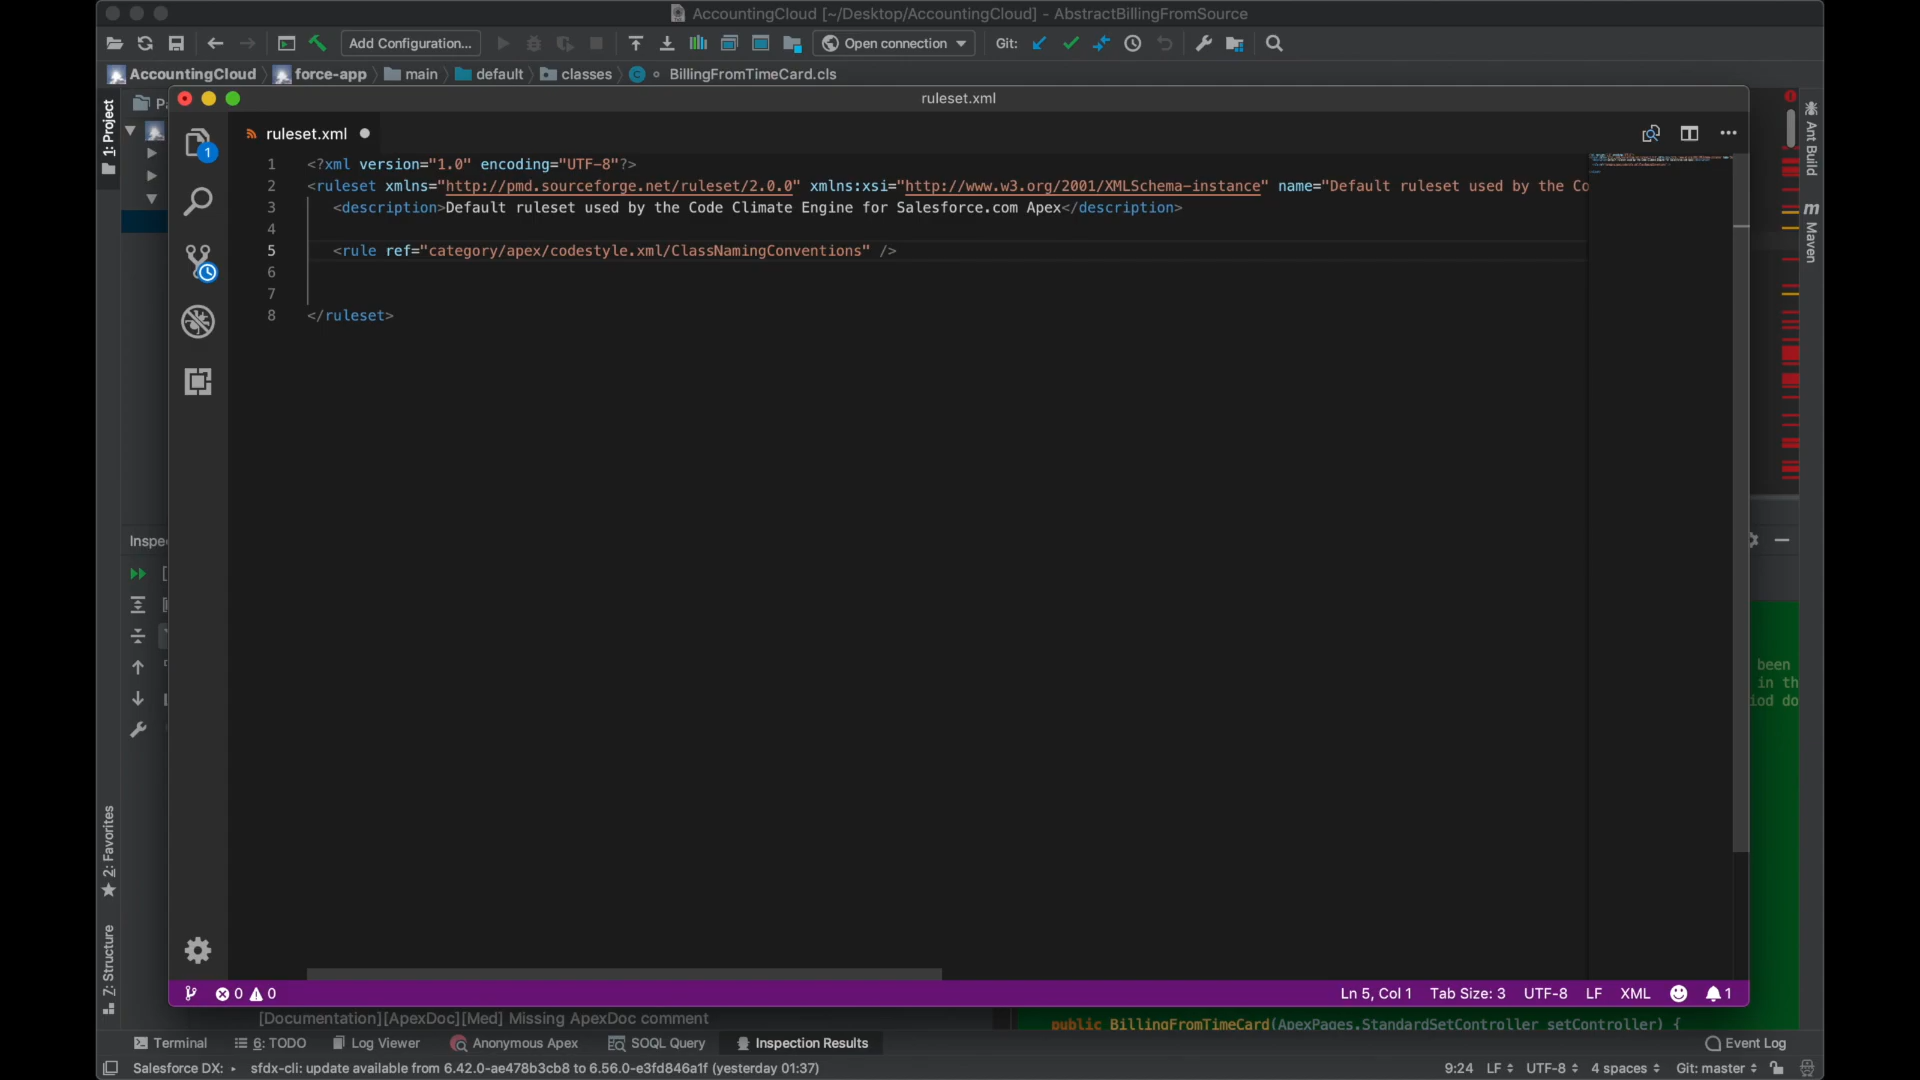 AccountingCloud [~/Desktop/AccountingCloud] - AbstractBillingFromSource
Add Configuration... Open connection Git:
AccountingCloud force-app main default classes BillingFromTimeCard.cls
1: Project
ruleset.xml
Ant Build
Maven
ruleset.xml
1
1 <?xml version="1.0" encoding="UTF-8"?>
2 <ruleset xmlns="http://pmd.sourceforge.net/ruleset/2.0.0" xmlns:xsi="http://www.w3.org/2001/XMLSchema-instance" name="Default ruleset used by the Co
3 <description>Default ruleset used by the Code Climate Engine for Salesforce.com Apex</description>
4
5 <rule ref="category/apex/codestyle.xml/ClassNamingConventions" />
6
7
8 </ruleset>
Inspe
been
in th
iod do
2: Favorites
Z: Structure
0 0 Ln 5, Col 1 Tab Size: 3 UTF-8 LF XML 1
[Documentation][ApexDoc][Med] Missing ApexDoc comment
public BillingFromTimeCard(ApexPages.StandardSetController setController) {
Terminal 6: TODO Log Viewer Anonymous Apex SOQL Query Inspection Results Event Log
Salesforce DX: sfdx-cli: update available from 6.42.0-ae478b3cb8 to 6.56.0-e3fd846a1f (yesterday 01:37) 9:24 LF UTF-8 4 spaces Git: master